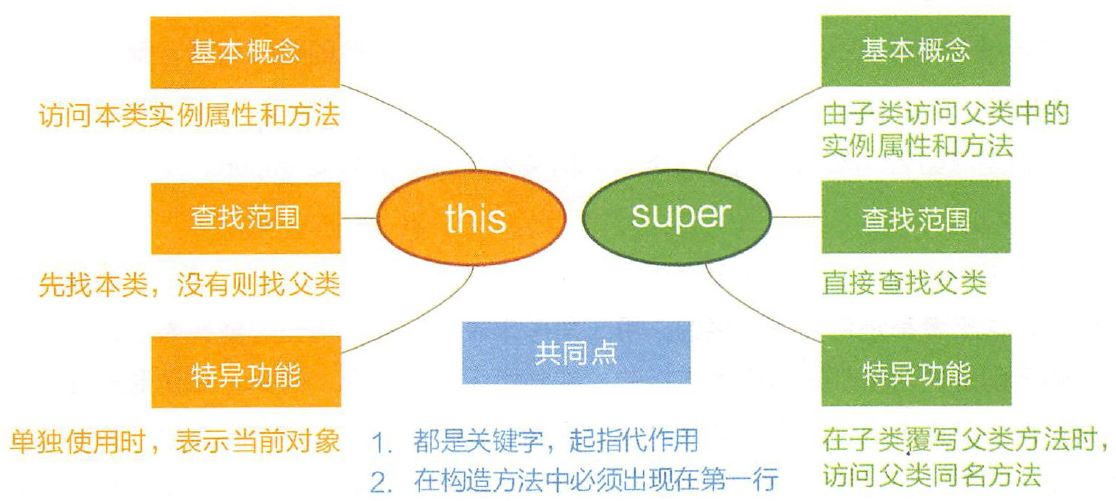 基本概念
访问本类实例属性和方法
查找范围
先找本类，没有则找父类
特异功能
单独使用时，表示当前对象
this
super
共同点
1. 都是关键字，起指代作用
2. 在构造方法中必须出现在第一行
基本概念
由子类访问父类中的
实例属性和方法
查找范围
直接查找父类
特异功能
在子类覆写父类方法时，
访问父类同名方法